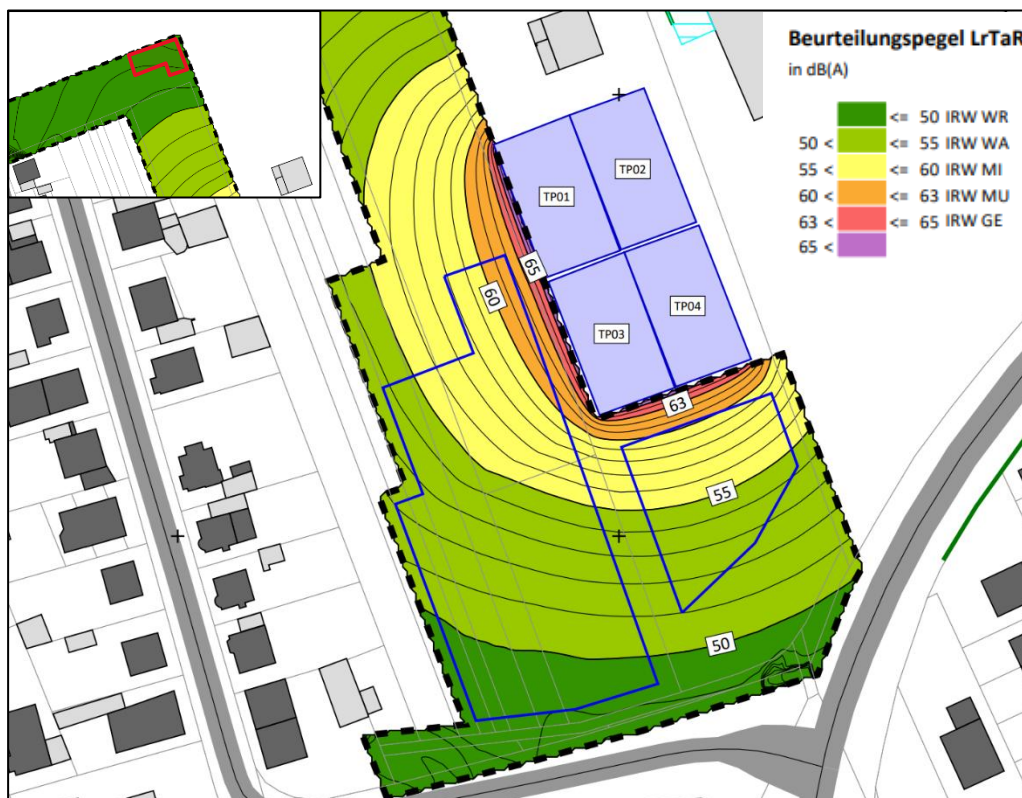 Beurteilungspegel LrTaR
in dB(A)
<= 50 IRW WR
50 < <= 55 IRW WA
55 < <= 60 IRW MI
60 < <= 63 IRW MU
63 < <= 65 IRW GE
65 <
TP02
TP01
TP04
TP03
65
60
63
55
50